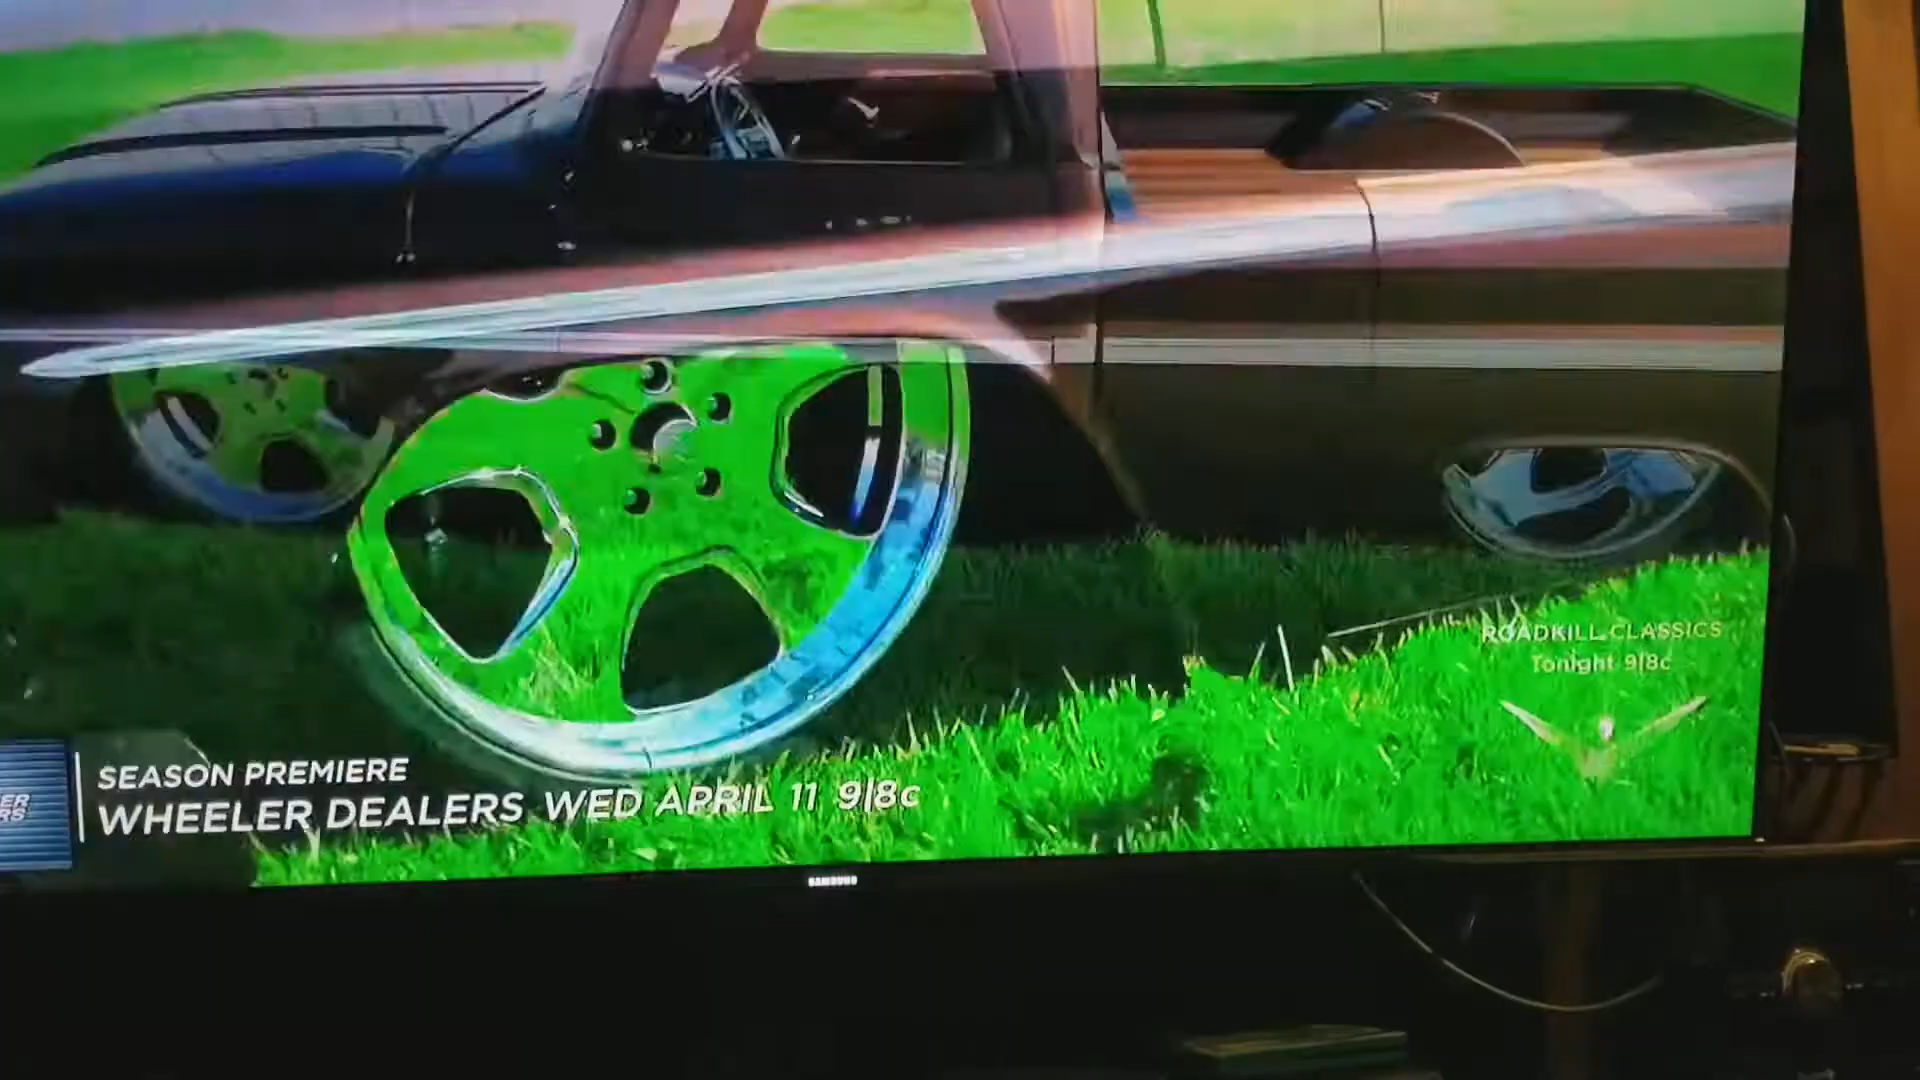 ROADKILL CLASSICS
Tonight 9|8c
SEASON PREMIERE
WHEELER DEALERS WED APRIL 11 9|8c
SAMSUNG